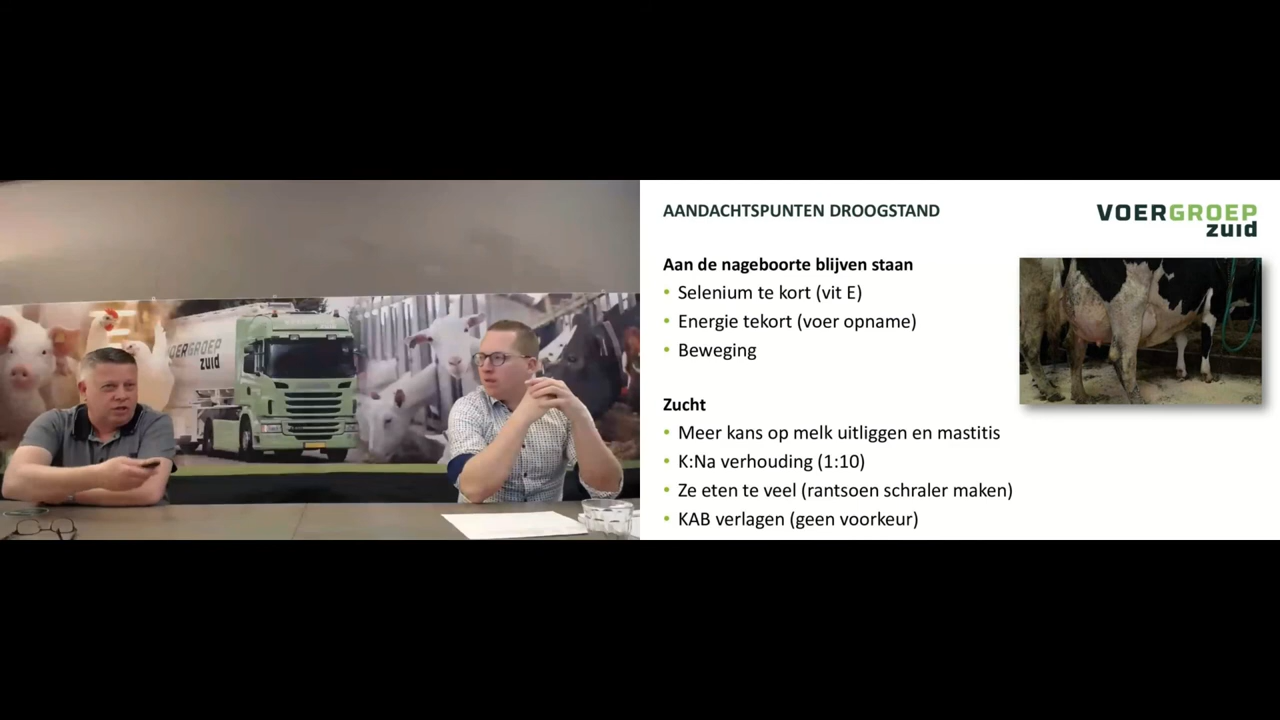 VOERGROEP
zuid
AANDACHTSPUNTEN DROOGSTAND
VOERGROEP
zuid
Aan de nageboorte blijven staan
• Selenium te kort (vit E)
• Energie tekort (voer opname)
• Beweging
Zucht
• Meer kans op melk uitliggen en mastitis
• K:Na verhouding (1:10)
• Ze eten te veel (rantsoen schraler maken)
• KAB verlagen (geen voorkeur)